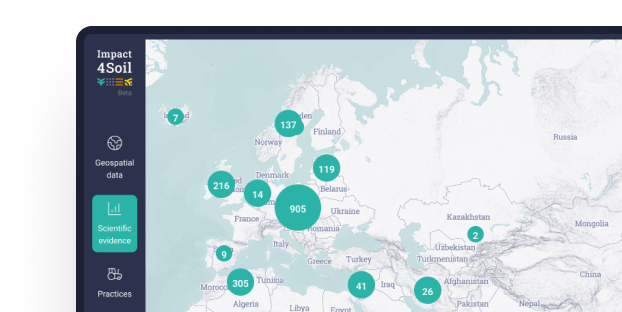 Impact
4Soil
Beta
Geospatial
data
Scientific
evidence
Practices
7
137
Finland
Norway
Russia
119
Denmark
216
14
Belarus
905
Ukraine
France
Romania
Kazakhstan
2
Mongolia
Italy
Uzbekistan
9
Greece
Turkey
Turkmenistan
China
305
Tunisia
41
Iraq
26
Afghanistan
Algeria
Libya
Pakistan
Nepal